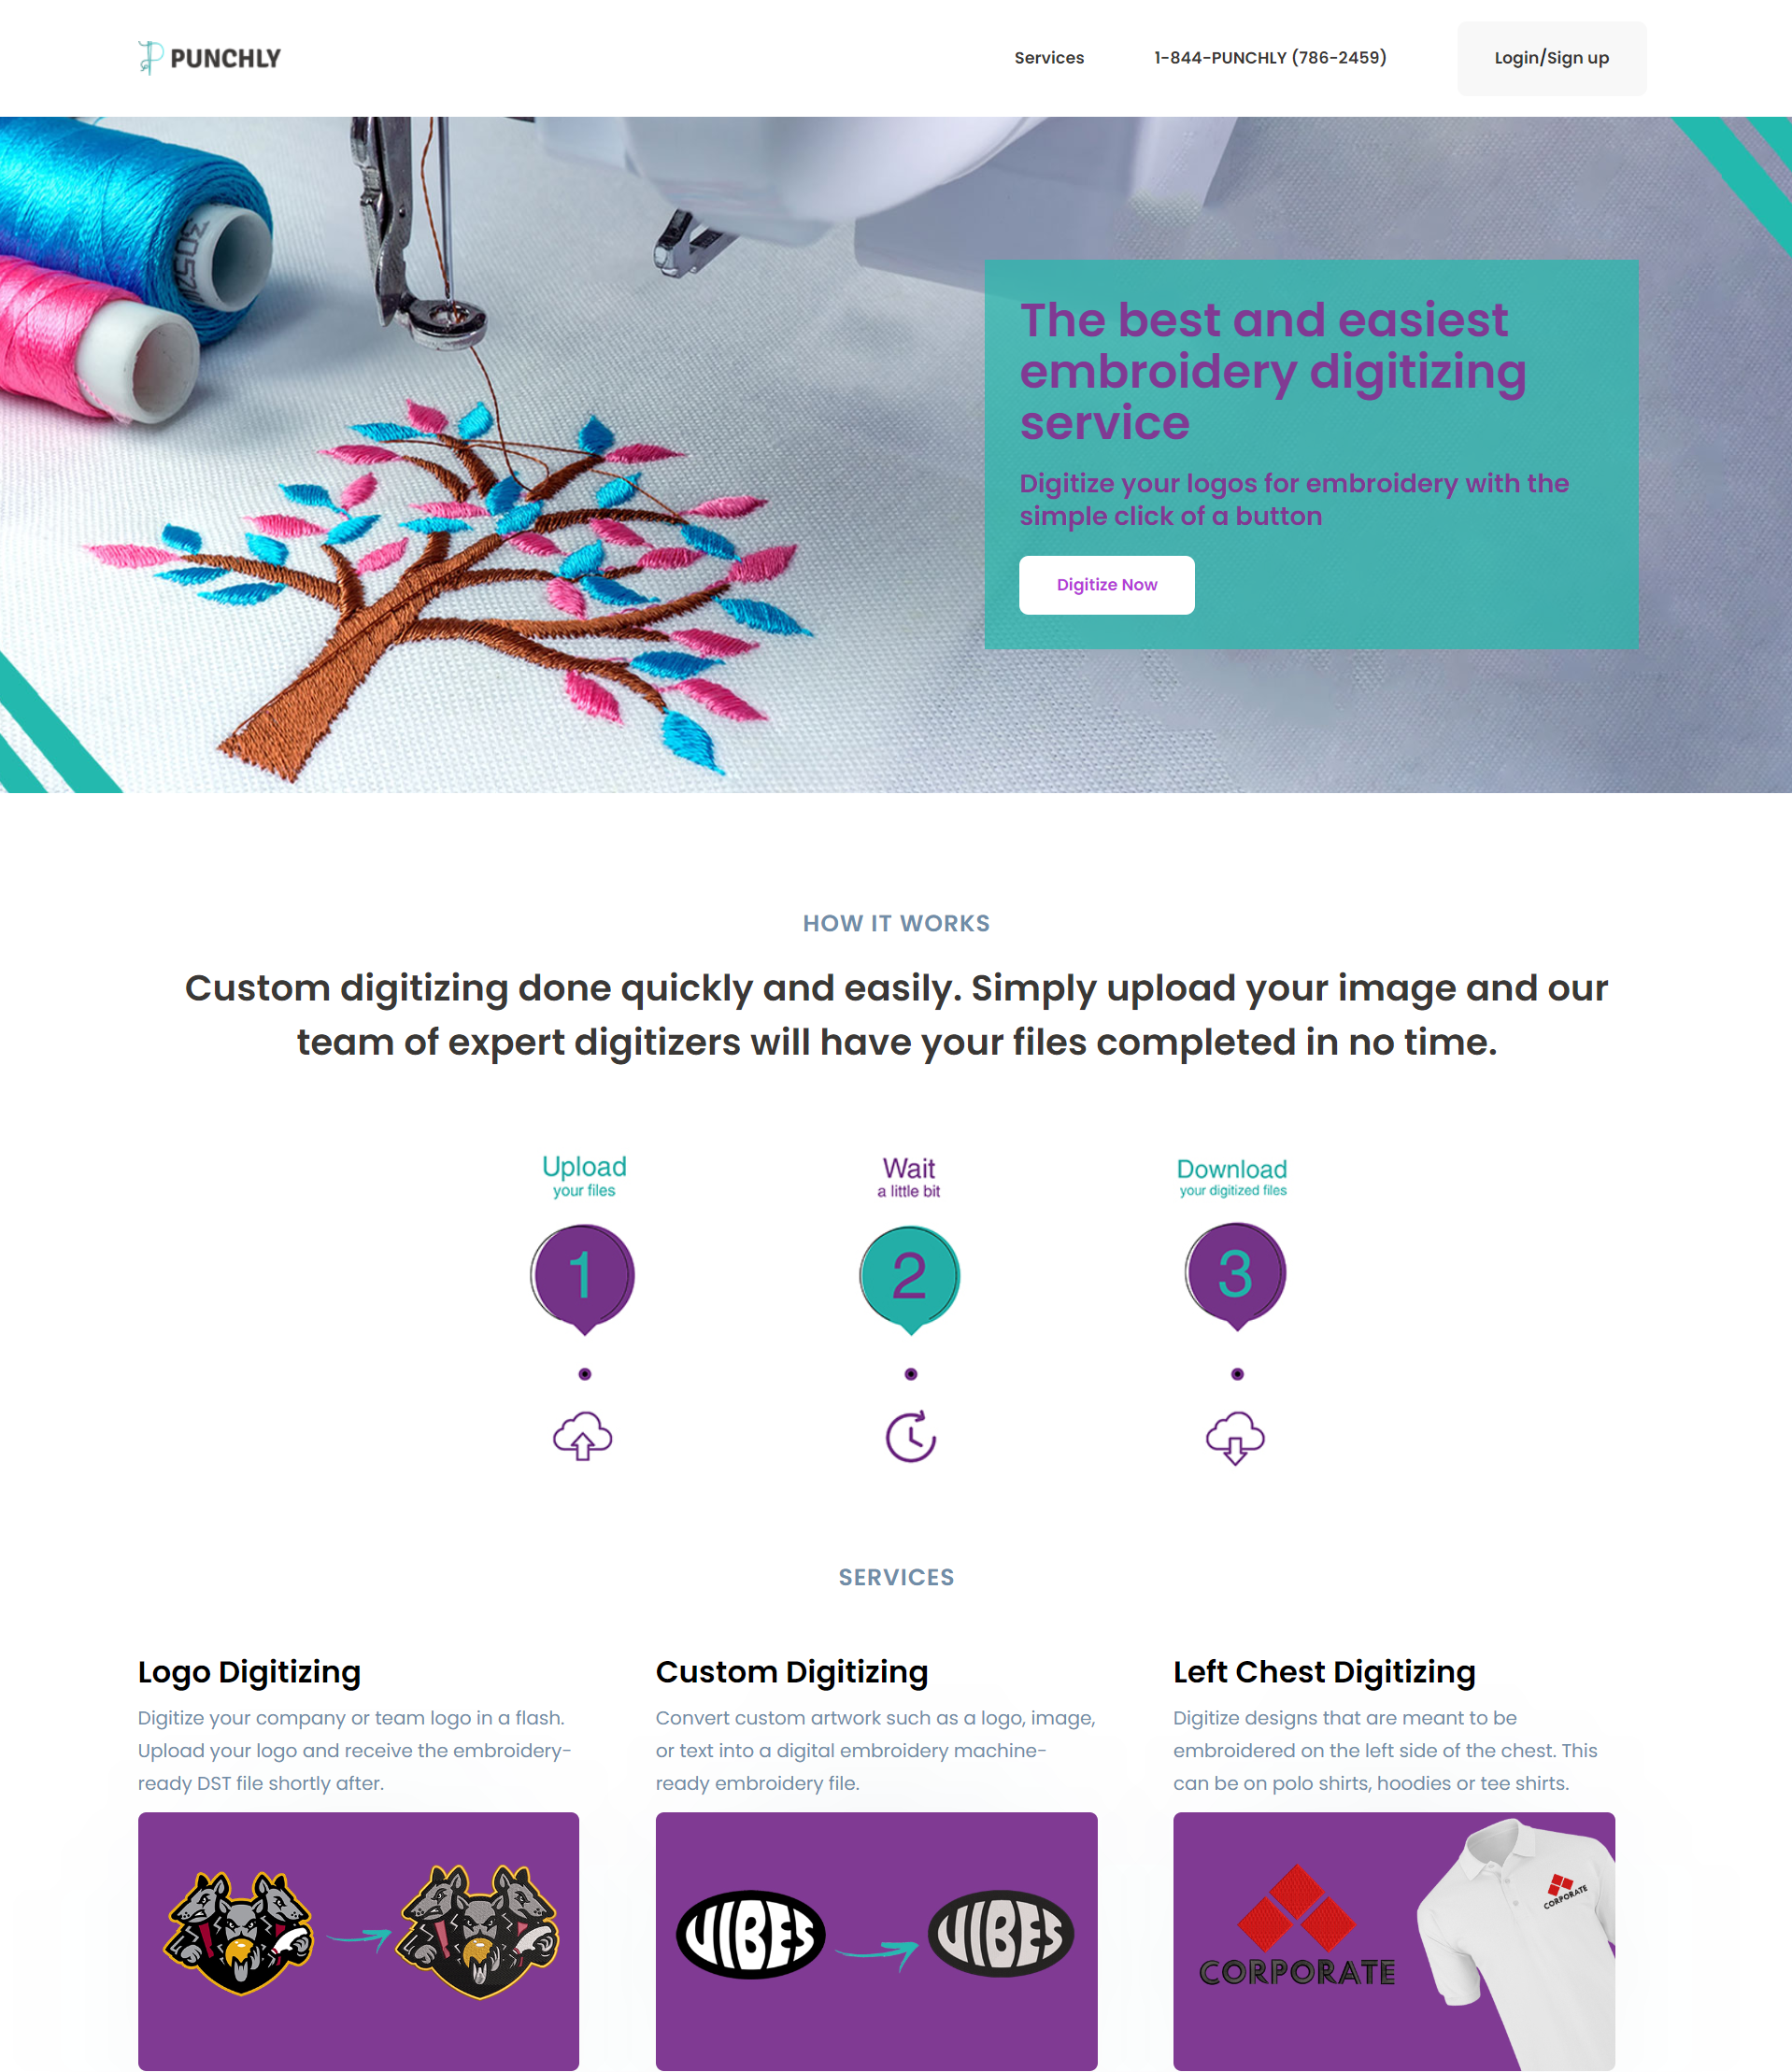 PUNCHLY
Services
1-844-PUNCHLY (786-2459)
Login/Sign up
The best and easiest
embroidery digitizing
service
Digitize your logos for embroidery with the
simple click of a button
Digitize Now
HOW IT WORKS
Custom digitizing done quickly and easily. Simply upload your image and our
team of expert digitizers will have your files completed in no time.
Upload
your files
Wait
a little bit
Download
your digitized files
1
2
3
SERVICES
Logo Digitizing
Digitize your company or team logo in a flash.
Upload your logo and receive the embroidery-
ready DST file shortly after.
Custom Digitizing
Convert custom artwork such as a logo, image,
or text into a digital embroidery machine-
ready embroidery file.
VIBES
VIBES
Left Chest Digitizing
Digitize designs that are meant to be
embroidered on the left side of the chest. This
can be on polo shirts, hoodies or tee shirts.
CORPORATE
CORPORATE